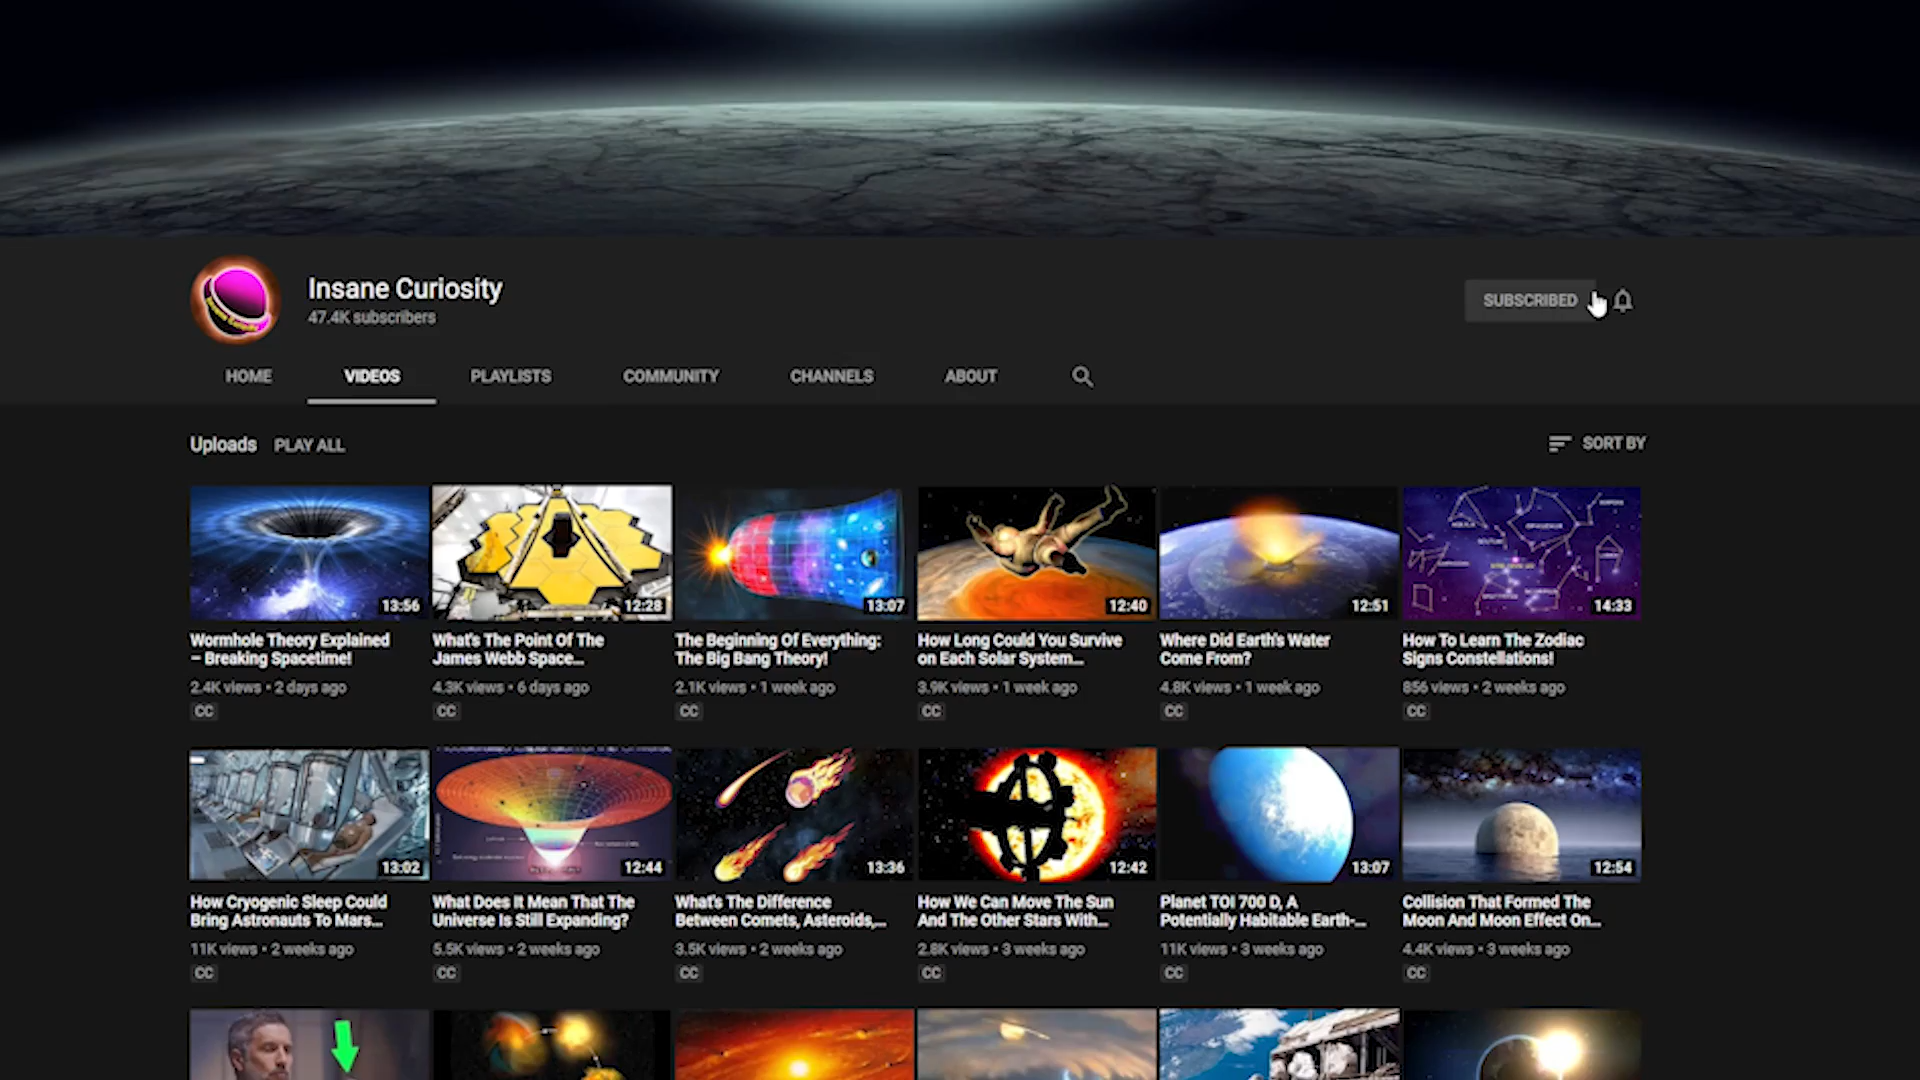 Insane Curiosity
47.4K subscribers
SUBSCRIBED
HOME VIDEOS PLAYLISTS COMMUNITY CHANNELS ABOUT
Uploads PLAY ALL
SORT BY
13:56 12:28 13:07 12:40 12:51 14:33
Wormhole Theory Explained
– Breaking Spacetime!
2.4K views • 2 days ago
CC
What's The Point Of The
James Webb Space...
4.3K views • 6 days ago
CC
The Beginning Of Everything:
The Big Bang Theory!
2.1K views • 1 week ago
CC
How Long Could You Survive
on Each Solar System...
3.9K views • 1 week ago
CC
Where Did Earth's Water
Come From?
4.8K views • 1 week ago
CC
How To Learn The Zodiac
Signs Constellations!
856 views • 2 weeks ago
CC
13:02 12:44 13:36 12:42 13:07 12:54
How Cryogenic Sleep Could
Bring Astronauts To Mars...
11K views • 2 weeks ago
CC
What Does It Mean That The
Universe Is Still Expanding?
5.5K views • 2 weeks ago
CC
What's The Difference
Between Comets, Asteroids,...
3.5K views • 2 weeks ago
CC
How We Can Move The Sun
And The Other Stars With...
2.8K views • 3 weeks ago
CC
Planet TOI 700 D, A
Potentially Habitable Earth-...
11K views • 3 weeks ago
CC
Collision That Formed The
Moon And Moon Effect On...
4.4K views • 3 weeks ago
CC